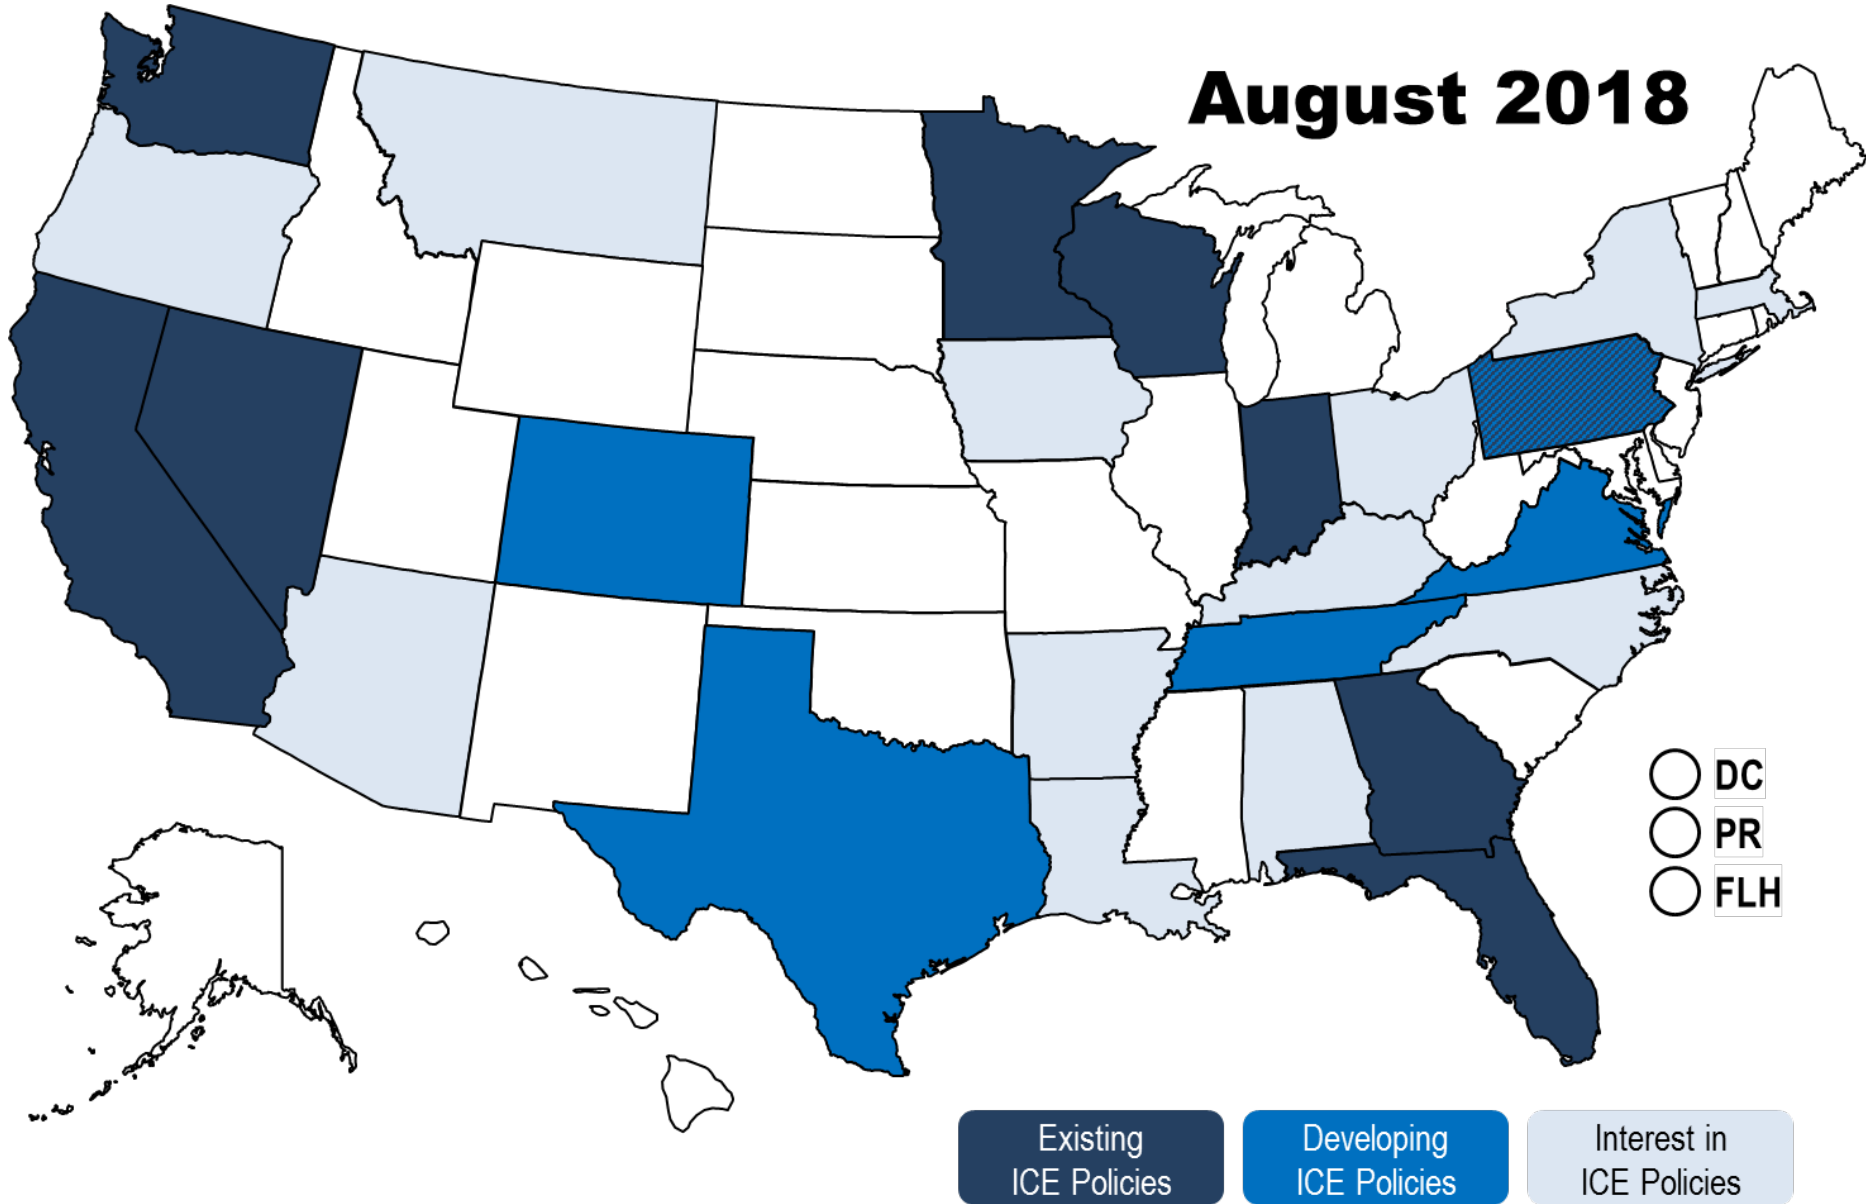 August 2018
DC
PR
FLH
Existing
ICE Policies
Developing
ICE Policies
Interest in
ICE Policies